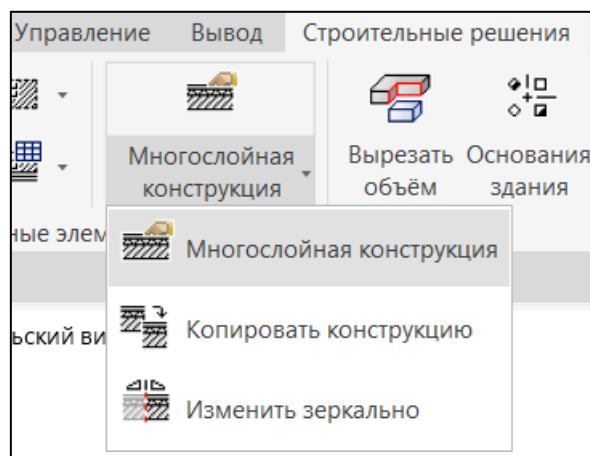 Управление Вывод Строительные решения
Многослойная Вырезать Основания
конструкция объём здания
ные элем
Многослойная конструкция
ьский ви
Копировать конструкцию
Изменить зеркально